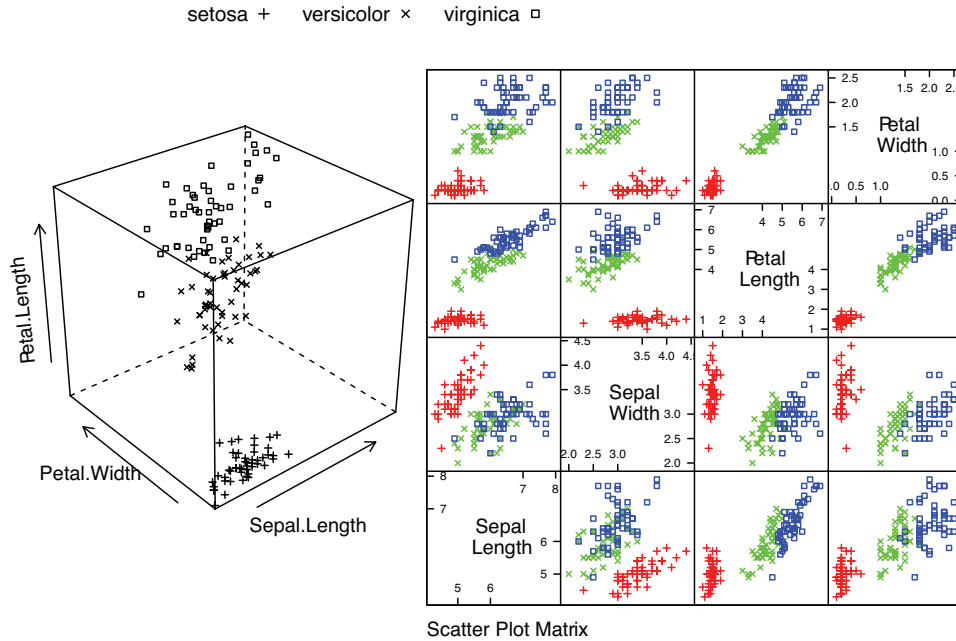 setosa + versicolor × virginica □
Petal.Length
Petal.Width
Sepal.Length
2.5
2.0
1.5
1.5 2.0 2.5
Petal
Width
1.0
0.5
0.0
0.0 0.5 1.0
7
6
5
4
4 5 6 7
Petal
Length
4
3
2
1
1 2 3 4
4.5
4.0
3.5
3.5 4.0 4.5
Sepal
Width
3.0
2.5
2.0
2.0 2.5 3.0
8
7
7 8
Sepal
Length
6
5
5 6
Scatter Plot Matrix